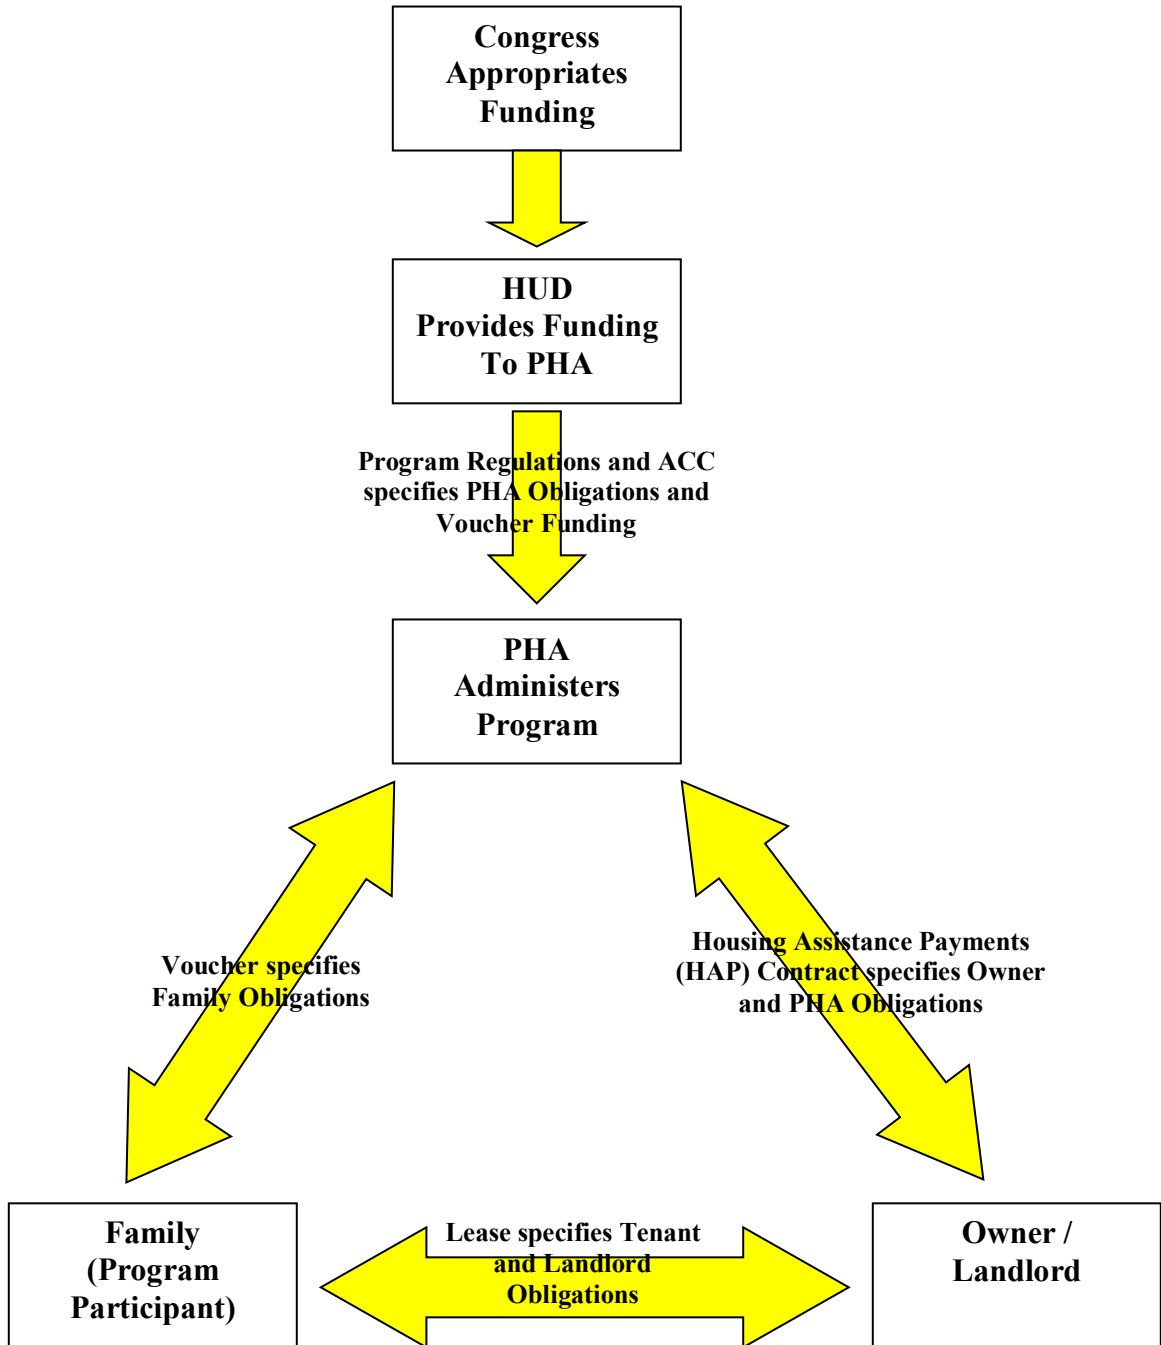 Congress
Appropriates
Funding
HUD
Provides Funding
To PHA
Program Regulations and ACC
specifies PHA Obligations and
Voucher Funding
PHA
Administers
Program
Voucher specifies
Family Obligations
Housing Assistance Payments
(HAP) Contract specifies Owner
and PHA Obligations
Family
(Program
Participant)
Lease specifies Tenant
and Landlord
Obligations
Owner /
Landlord